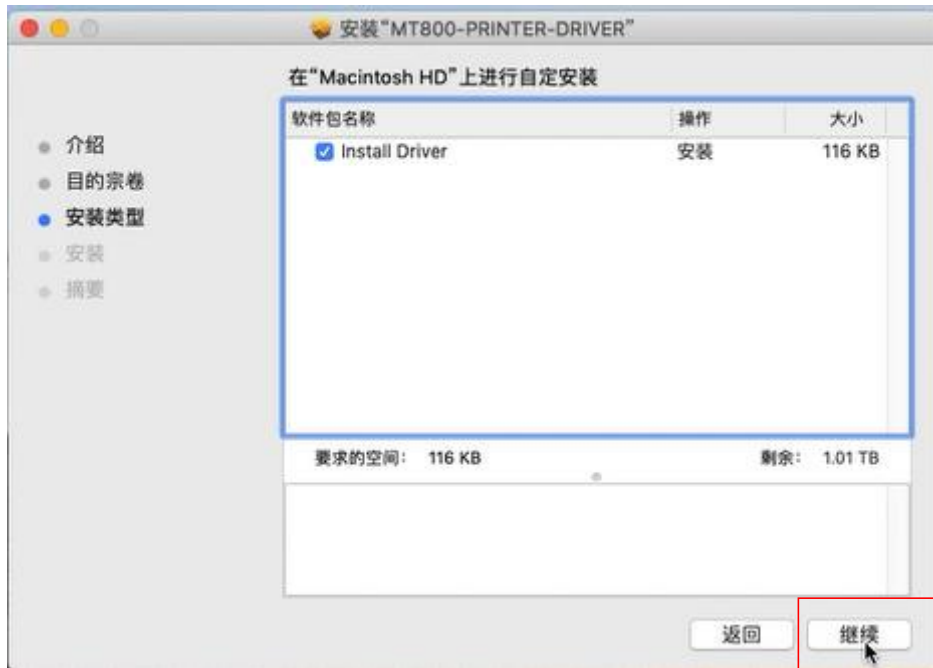 安装“MT800-PRINTER-DRIVER”
在“Macintosh HD”上进行自定安装
介绍
目的宗卷
安装类型
安装
摘要
软件包名称 操作 大小
Install Driver 安装 116 KB
要求的空间： 116 KB 剩余： 1.01 TB
返回 继续